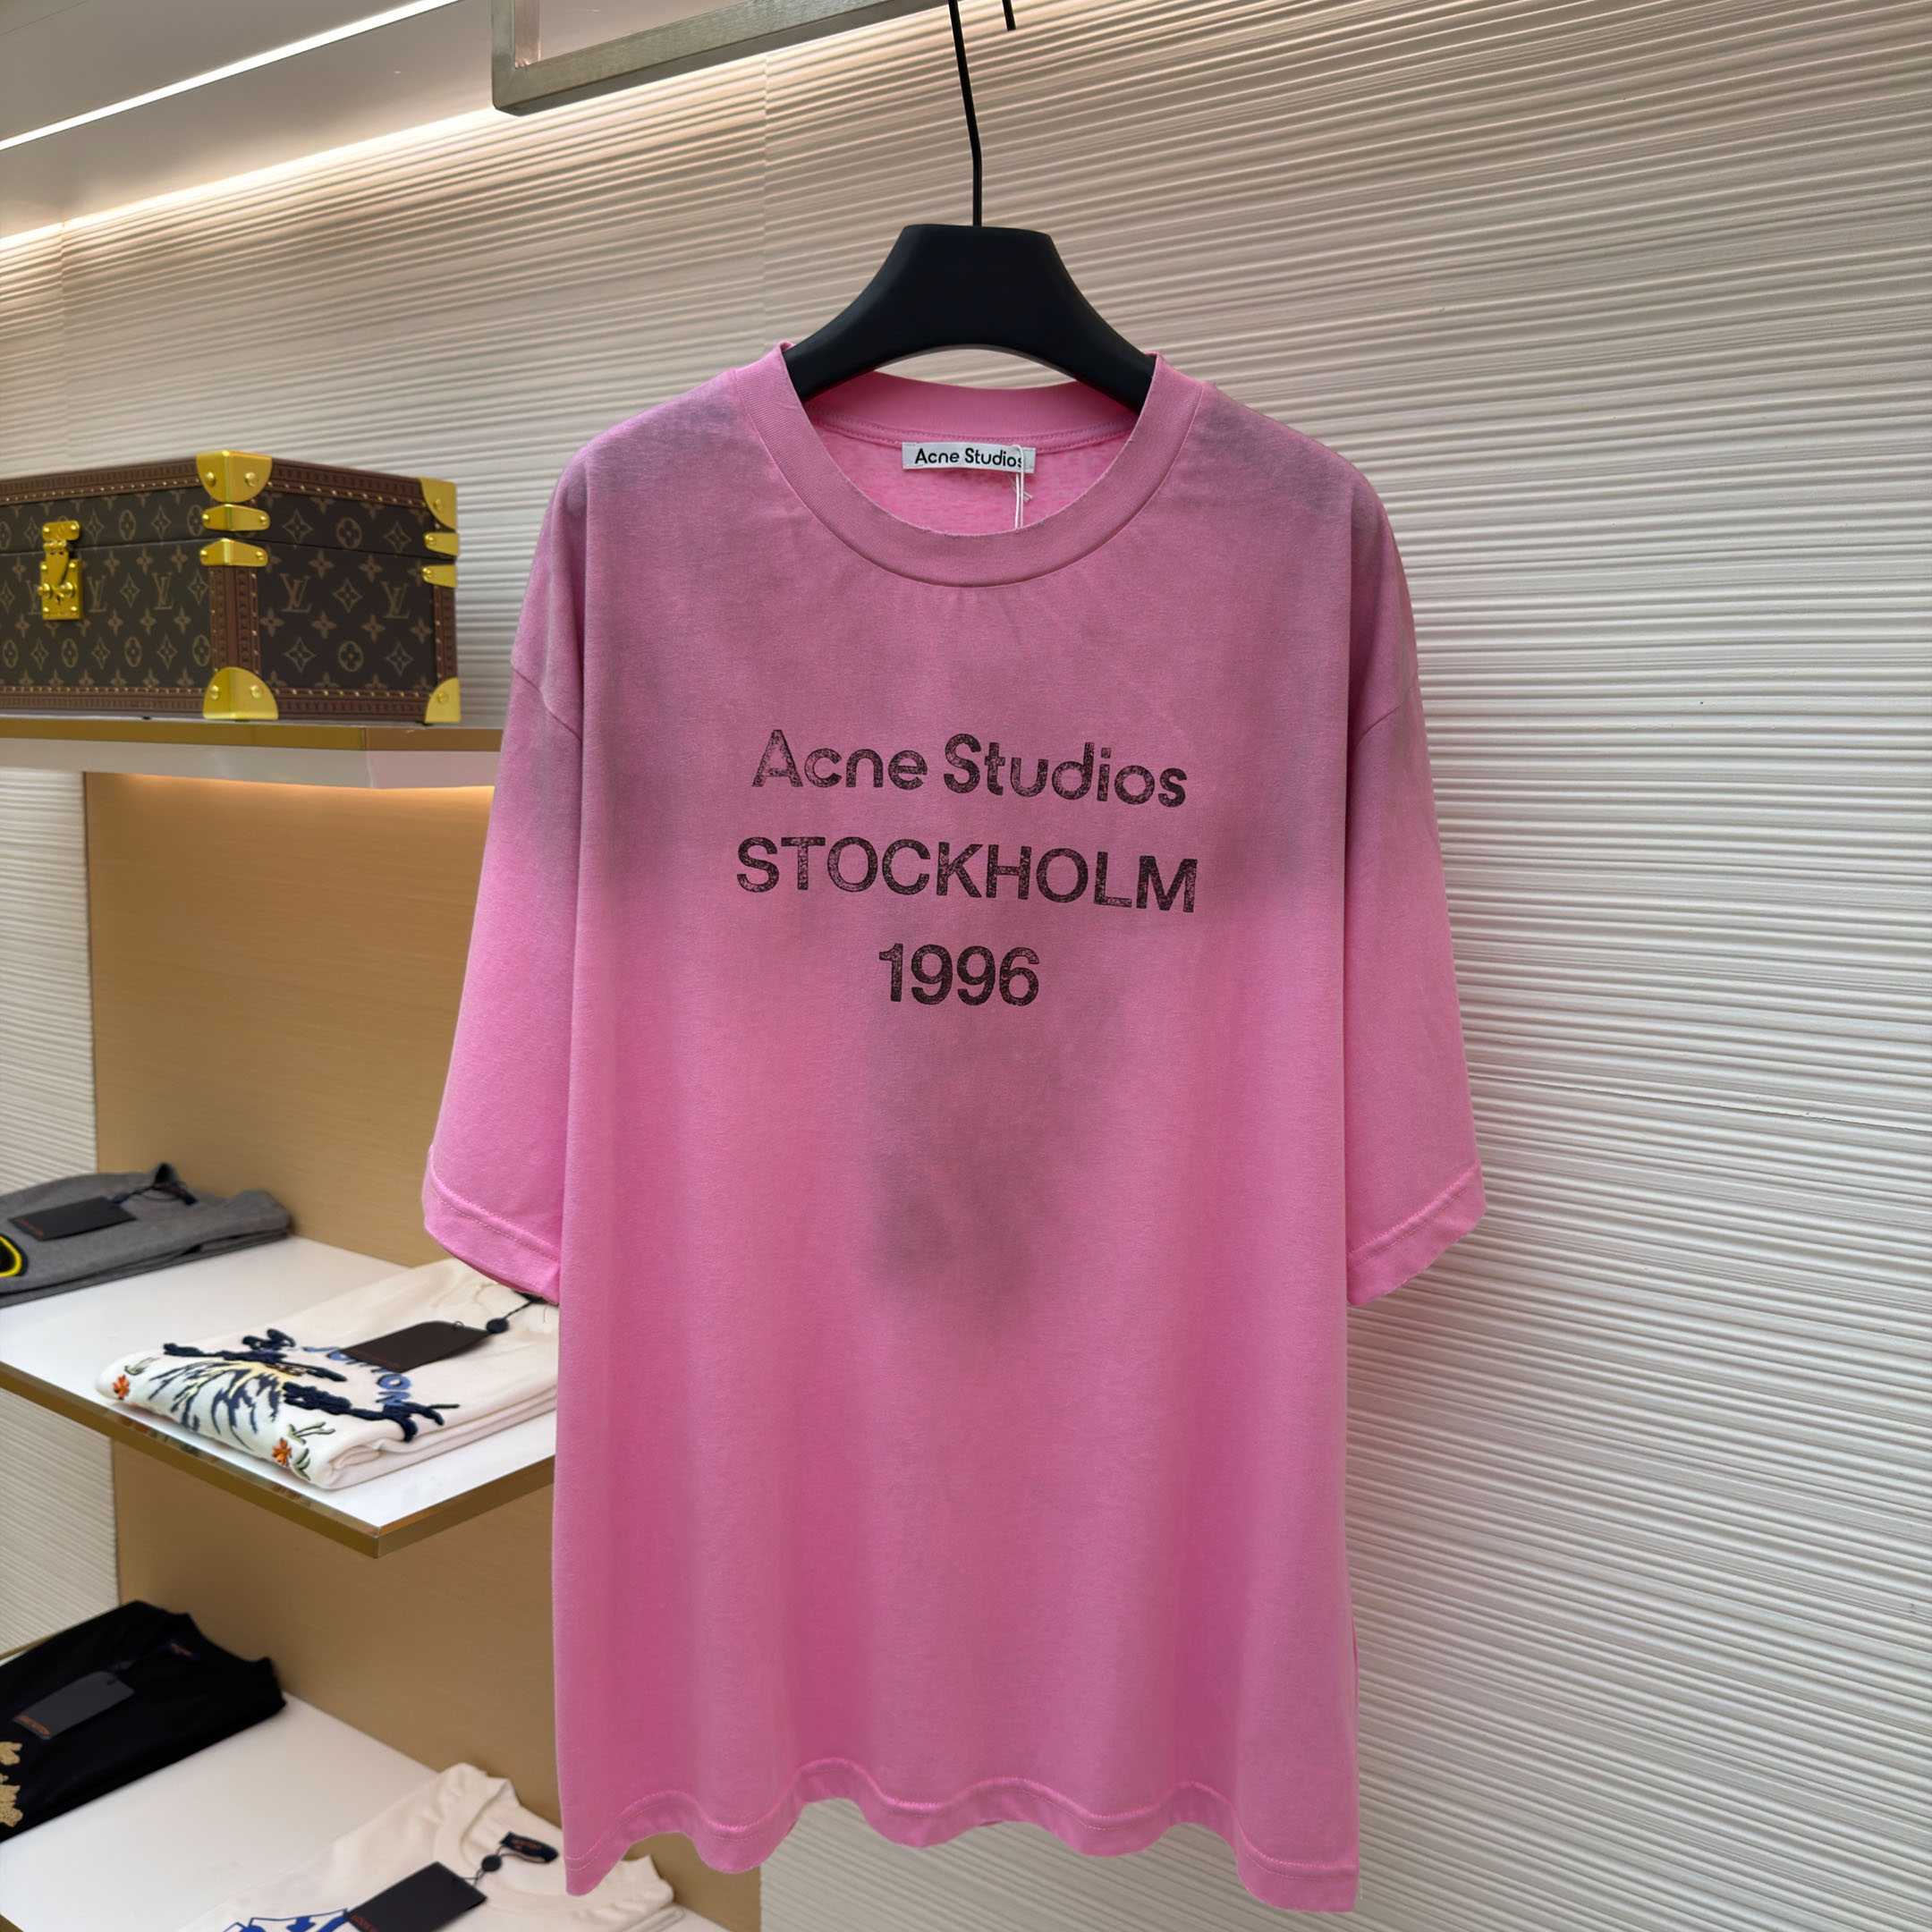 Acne Studios
Acne Studios
STOCKHOLM
1996